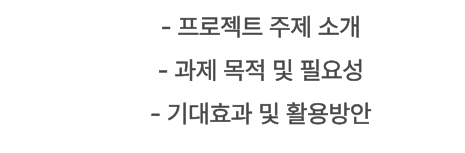 - 프로젝트 주제 소개
- 과제 목적 및 필요성
- 기대효과 및 활용방안